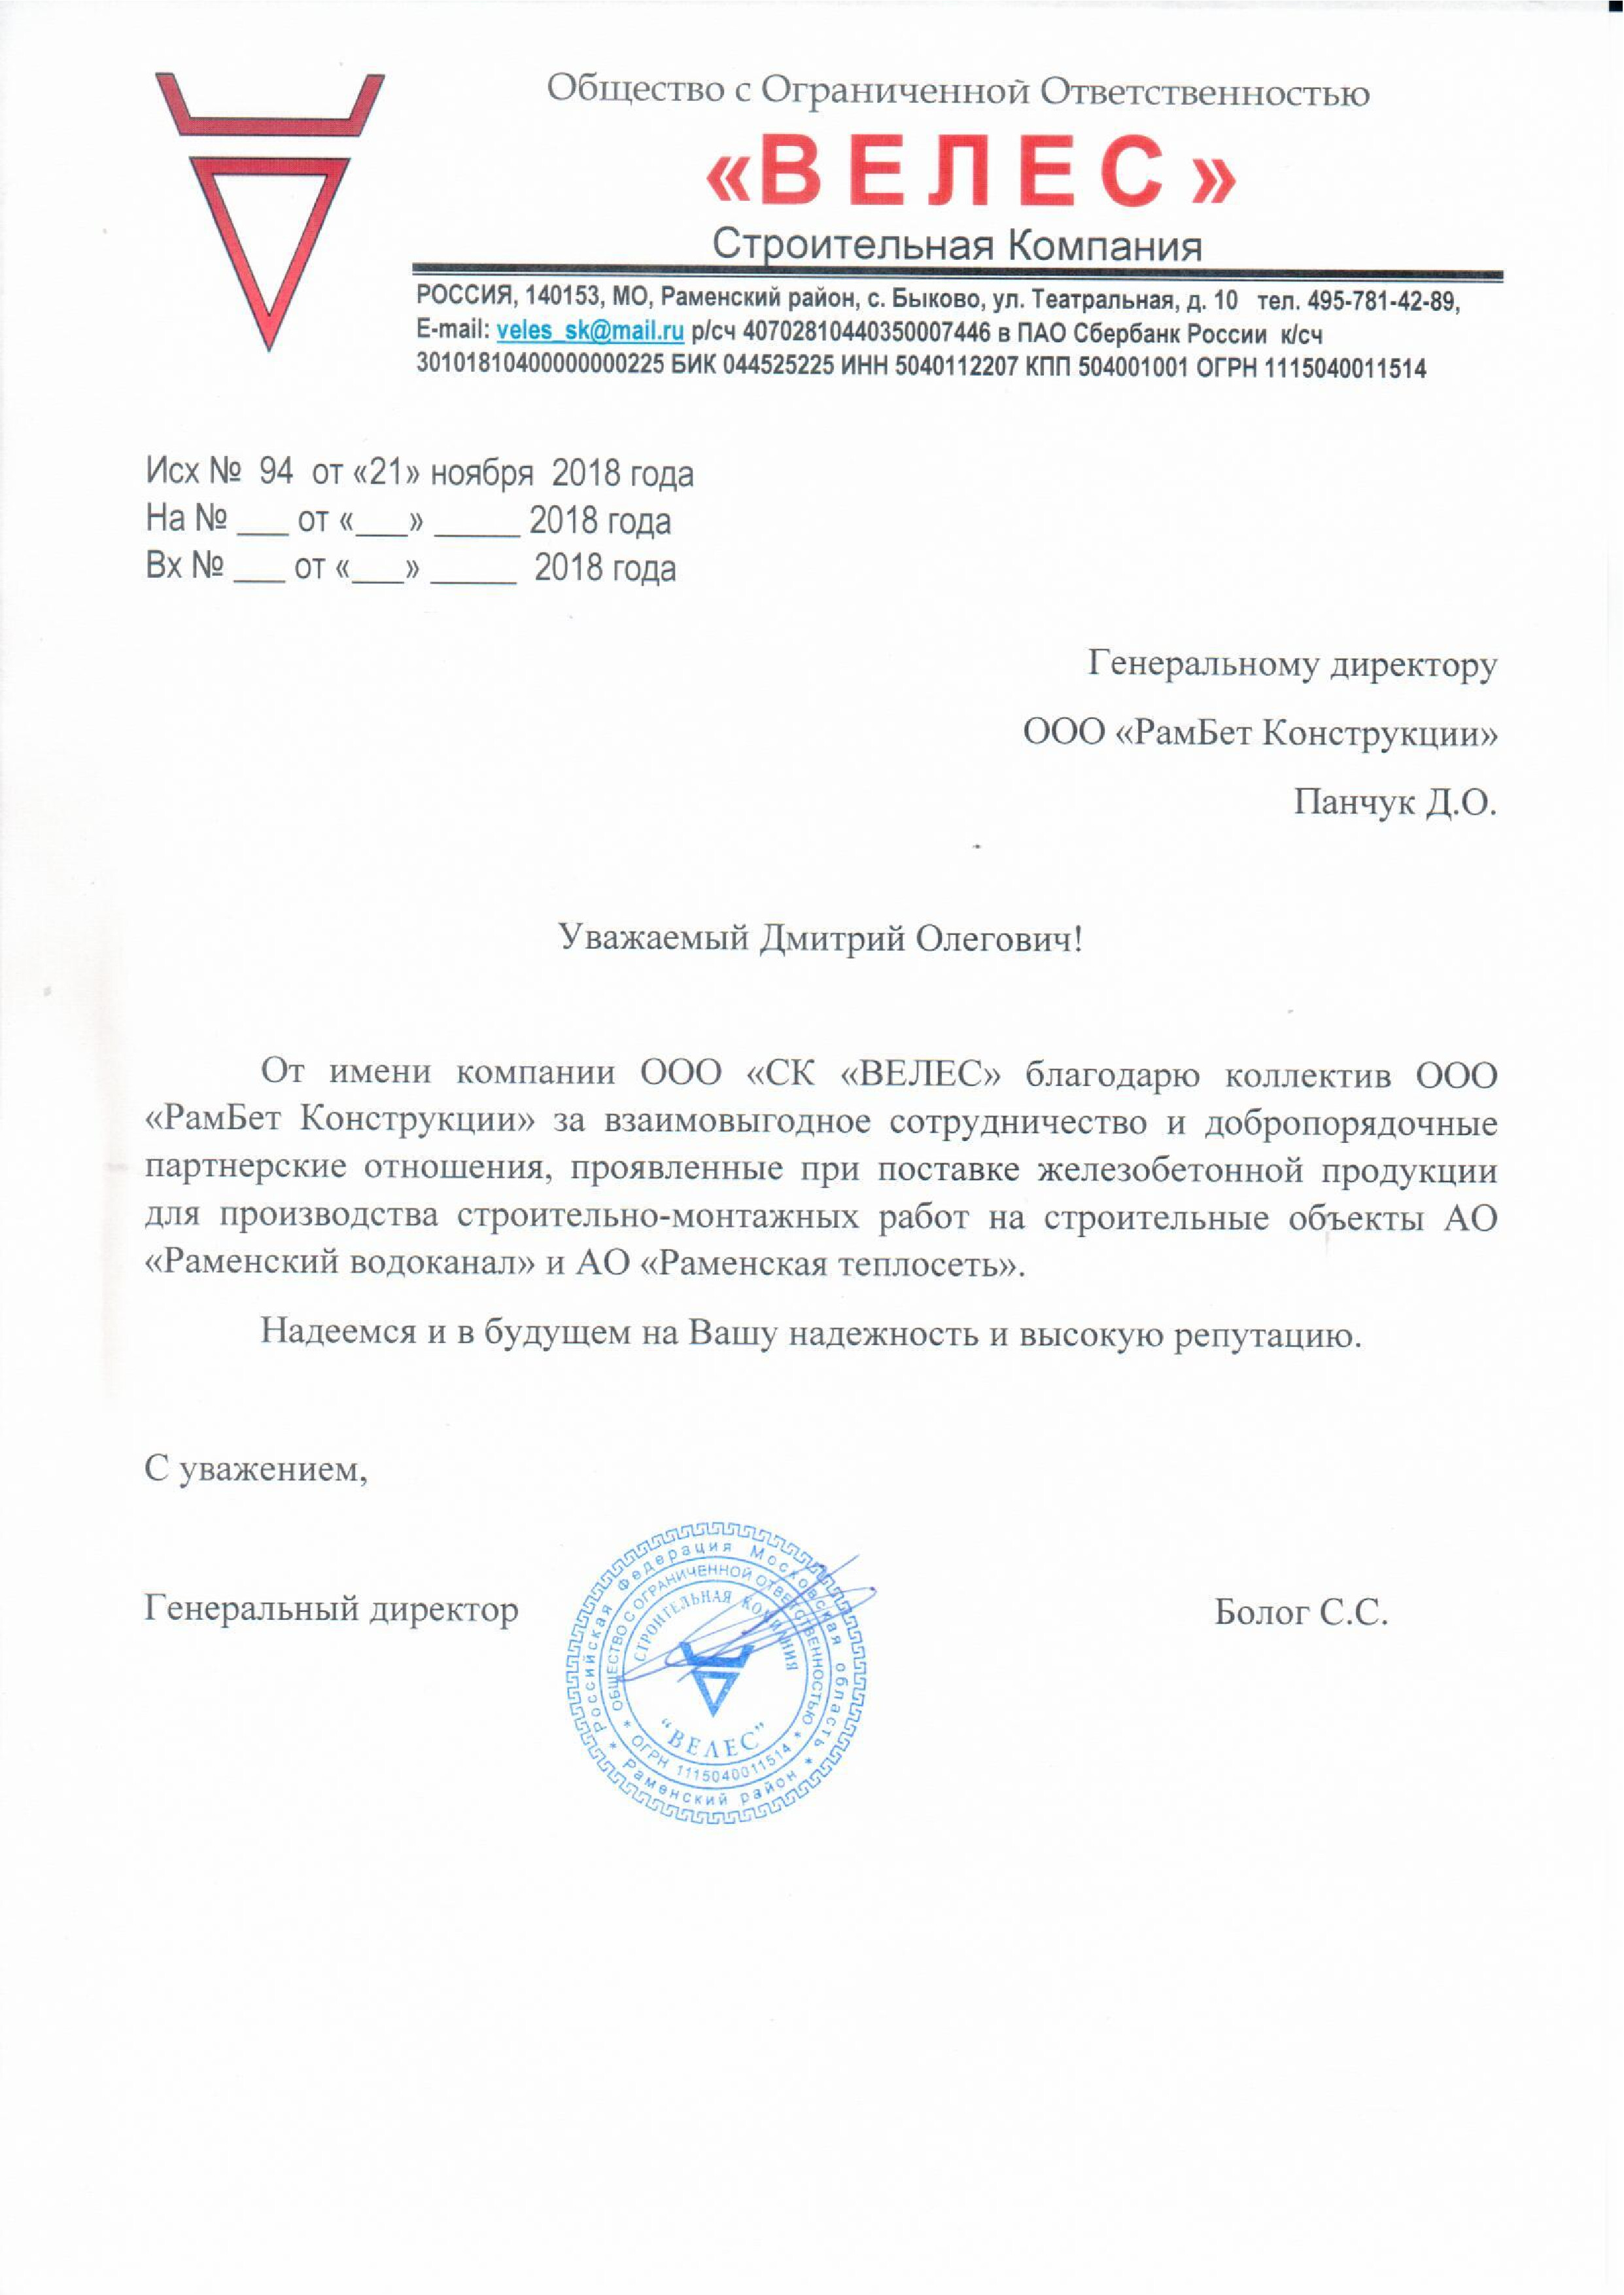 Общество с Ограниченной Ответственностью
«ВЕЛЕС»
Строительная Компания
РОССИЯ, 140153, МО, Раменский район, с. Быково, ул. Театральная, д. 10 тел. 495-781-42-89,
E-mail: veles_sk@mail.ru р/сч 40702810440350007446 в ПАО Сбербанк России к/сч
30101810400000000225 БИК 044525225 ИНН 5040112207 КПП 504001001 ОГРН 1115040011514
Исх № 94 от «21» ноября 2018 года
На № ___ от «___» _____ 2018 года
Вх № ___ от «___» _____ 2018 года
Генеральному директору
ООО «РамБет Конструкции»
Панчук Д.О.
Уважаемый Дмитрий Олегович!
От имени компании ООО «СК «ВЕЛЕС» благодарю коллектив ООО
«РамБет Конструкции» за взаимовыгодное сотрудничество и добропорядочные
партнерские отношения, проявленные при поставке железобетонной продукции
для производства строительно-монтажных работ на строительные объекты АО
«Раменский водоканал» и АО «Раменская теплосеть».
Надеемся и в будущем на Вашу надежность и высокую репутацию.
С уважением,
Генеральный директор
Болог С.С.
Российская Федерация Московская область
* Раменский район *
ОБЩЕСТВО С ОГРАНИЧЕННОЙ ОТВЕТСТВЕННОСТЬЮ
* ОГРН 1115040011514 *
СТРОИТЕЛЬНАЯ КОМПАНИЯ
"ВЕЛЕС"